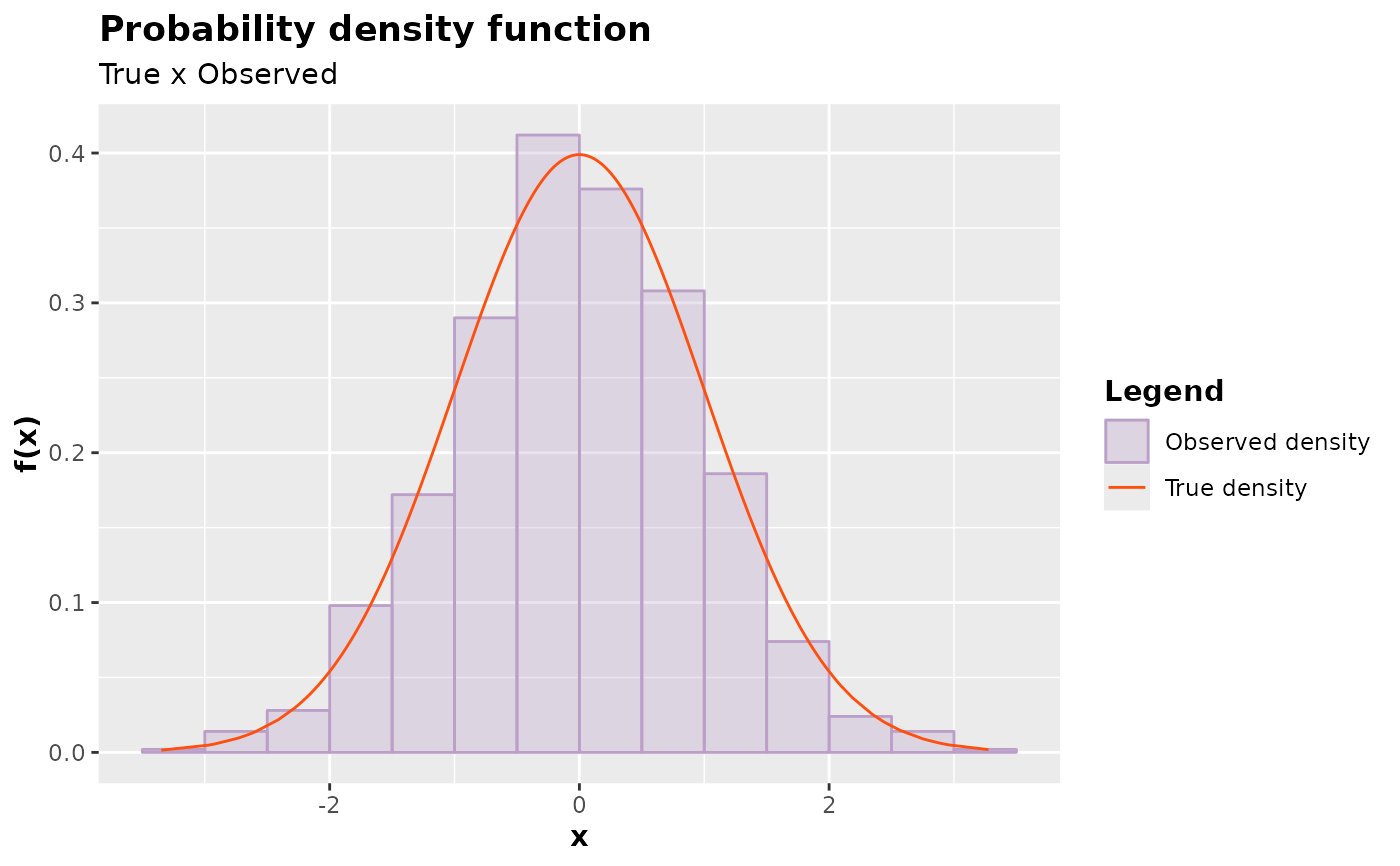 Probability density function
True x Observed
0.4
0.3
0.2
0.1
0.0
f(x)
-2 0 2
x
Legend
Observed density
True density